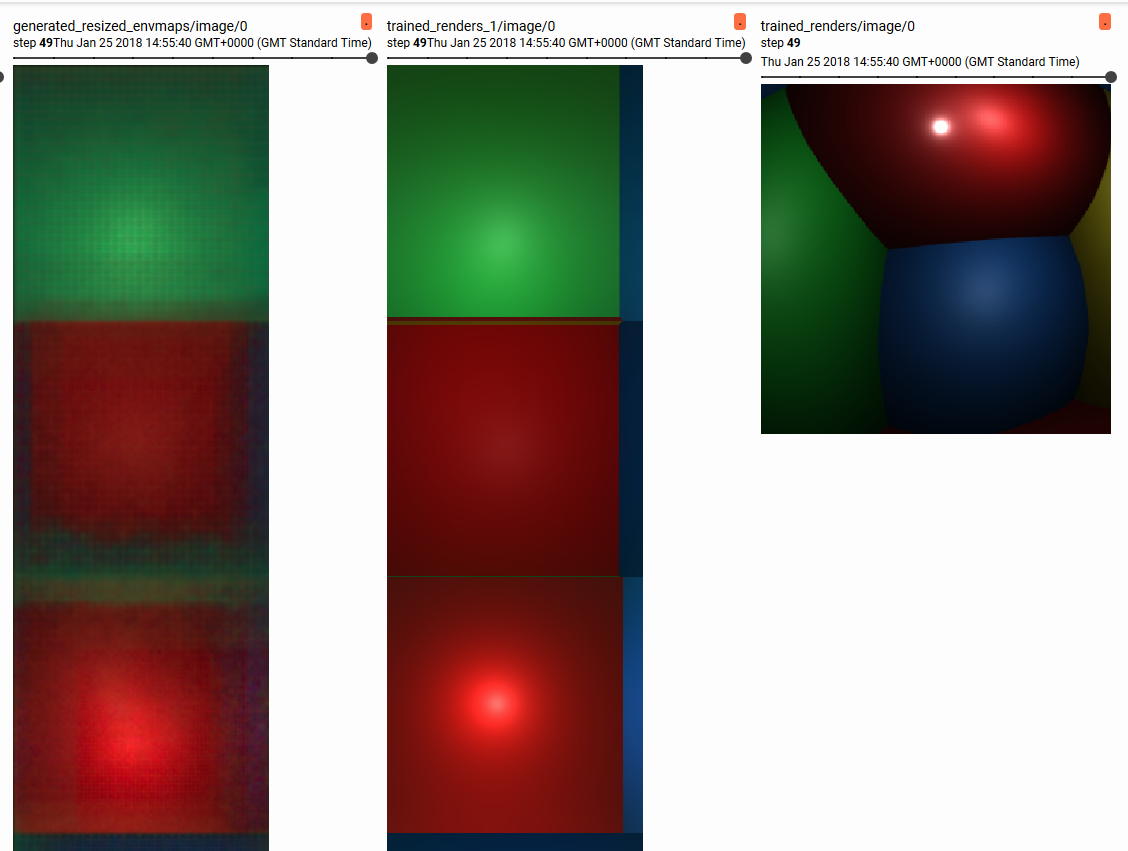 generated_resized_envmaps/image/0
step 49Thu Jan 25 2018 14:55:40 GMT+0000 (GMT Standard Time)
trained_renders_1/image/0
step 49Thu Jan 25 2018 14:55:40 GMT+0000 (GMT Standard Time)
trained_renders/image/0
step 49
Thu Jan 25 2018 14:55:40 GMT+0000 (GMT Standard Time)